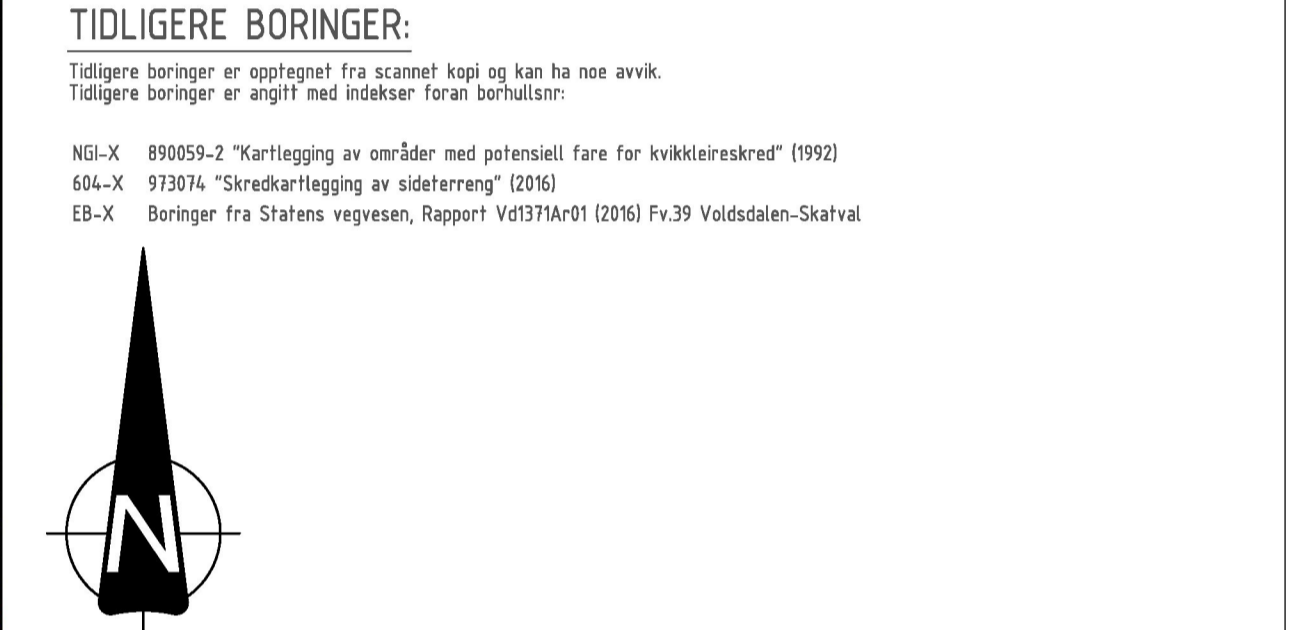 TIDLIGERE BORINGER:
Tidligere boringer er opptegnet fra scannet kopi og kan ha noe avvik.
Tidligere boringer er angitt med indekser foran borhullsnr:
NGI-X 890059-2 "Kartlegging av områder med potensiell fare for kvikkleireskred" (1992)
604-X 973074 "Skredkartlegging av sideterreng" (2016)
EB-X Boringer fra Statens vegvesen, Rapport Vd1371Ar01 (2016) Fv.39 Voldsdalen-Skatval
N